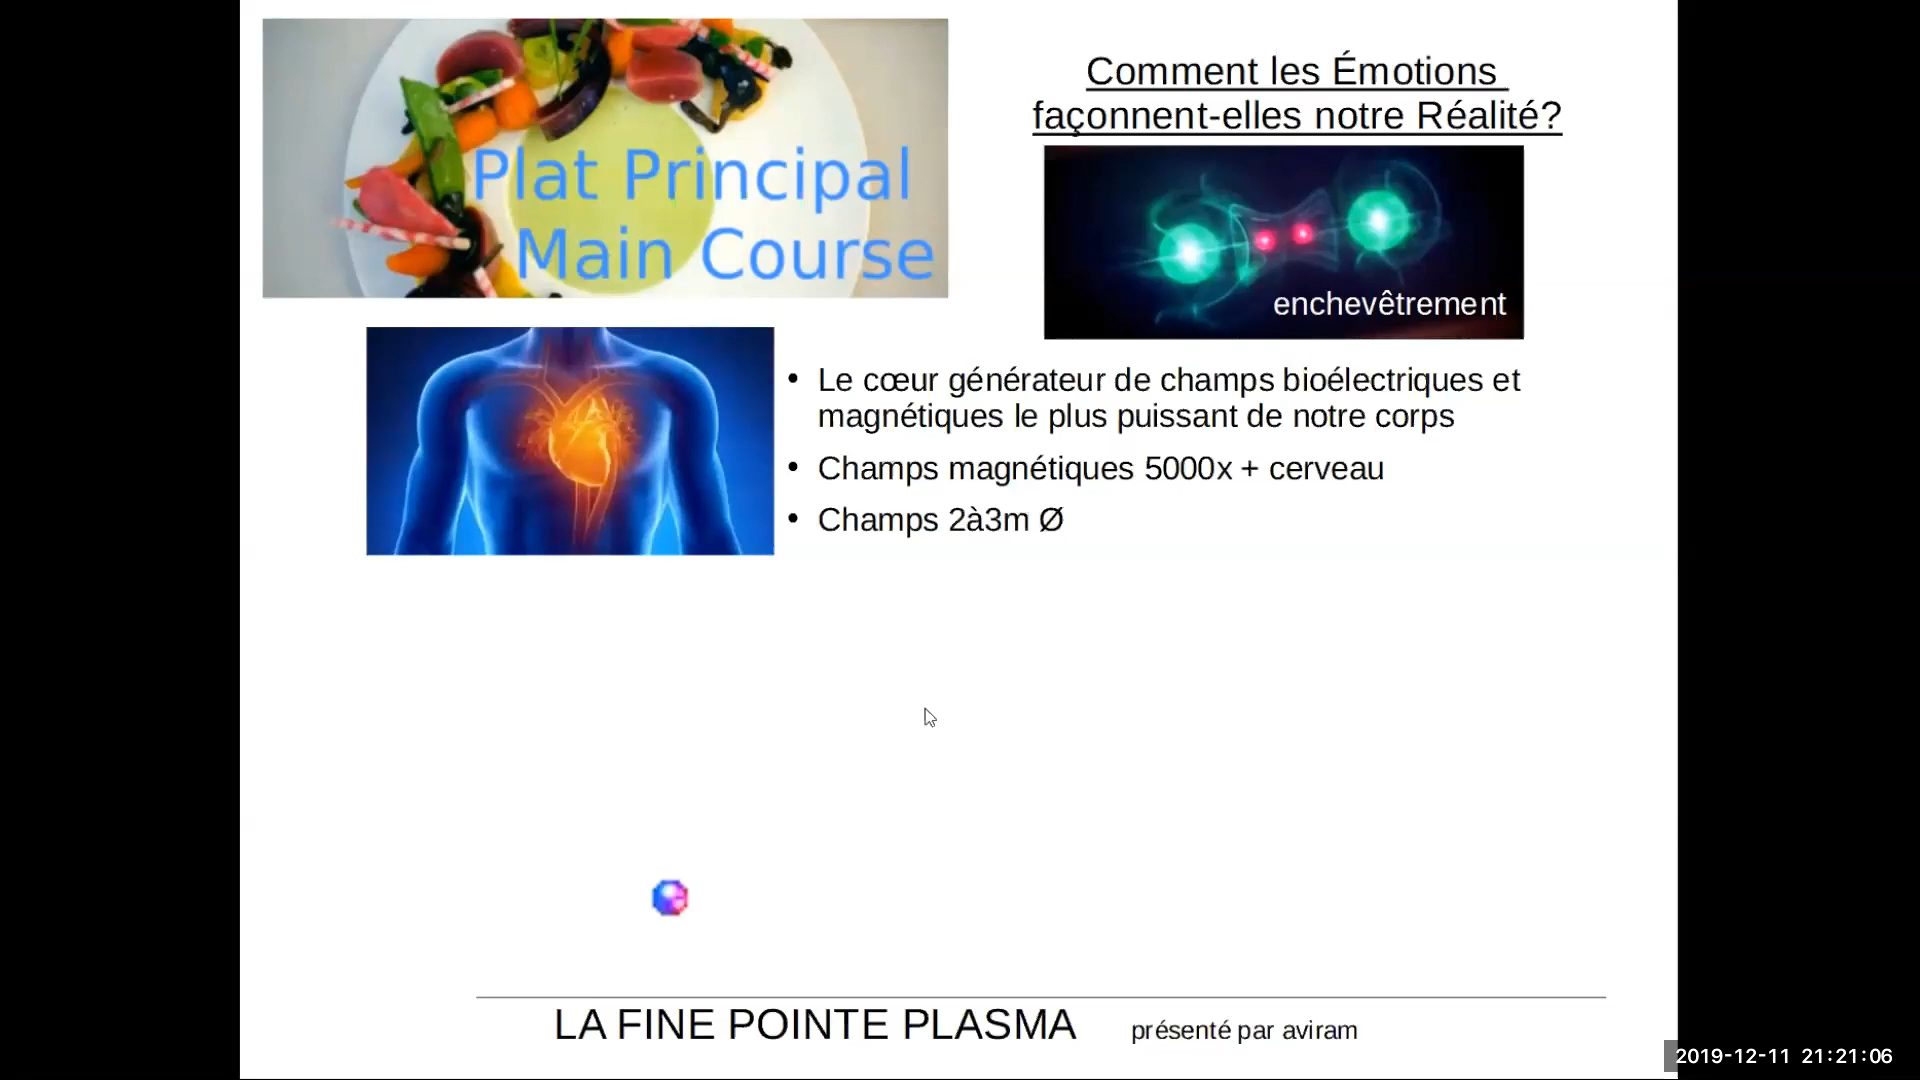 Plat Principal
Main Course
Comment les Émotions
façonnent-elles notre Réalité?
enchevêtrement
• Le cœur générateur de champs bioélectriques et
magnétiques le plus puissant de notre corps
• Champs magnétiques 5000x + cerveau
• Champs 2à3m Ø
LA FINE POINTE PLASMA présenté par aviram
2019-12-11 21:21:06